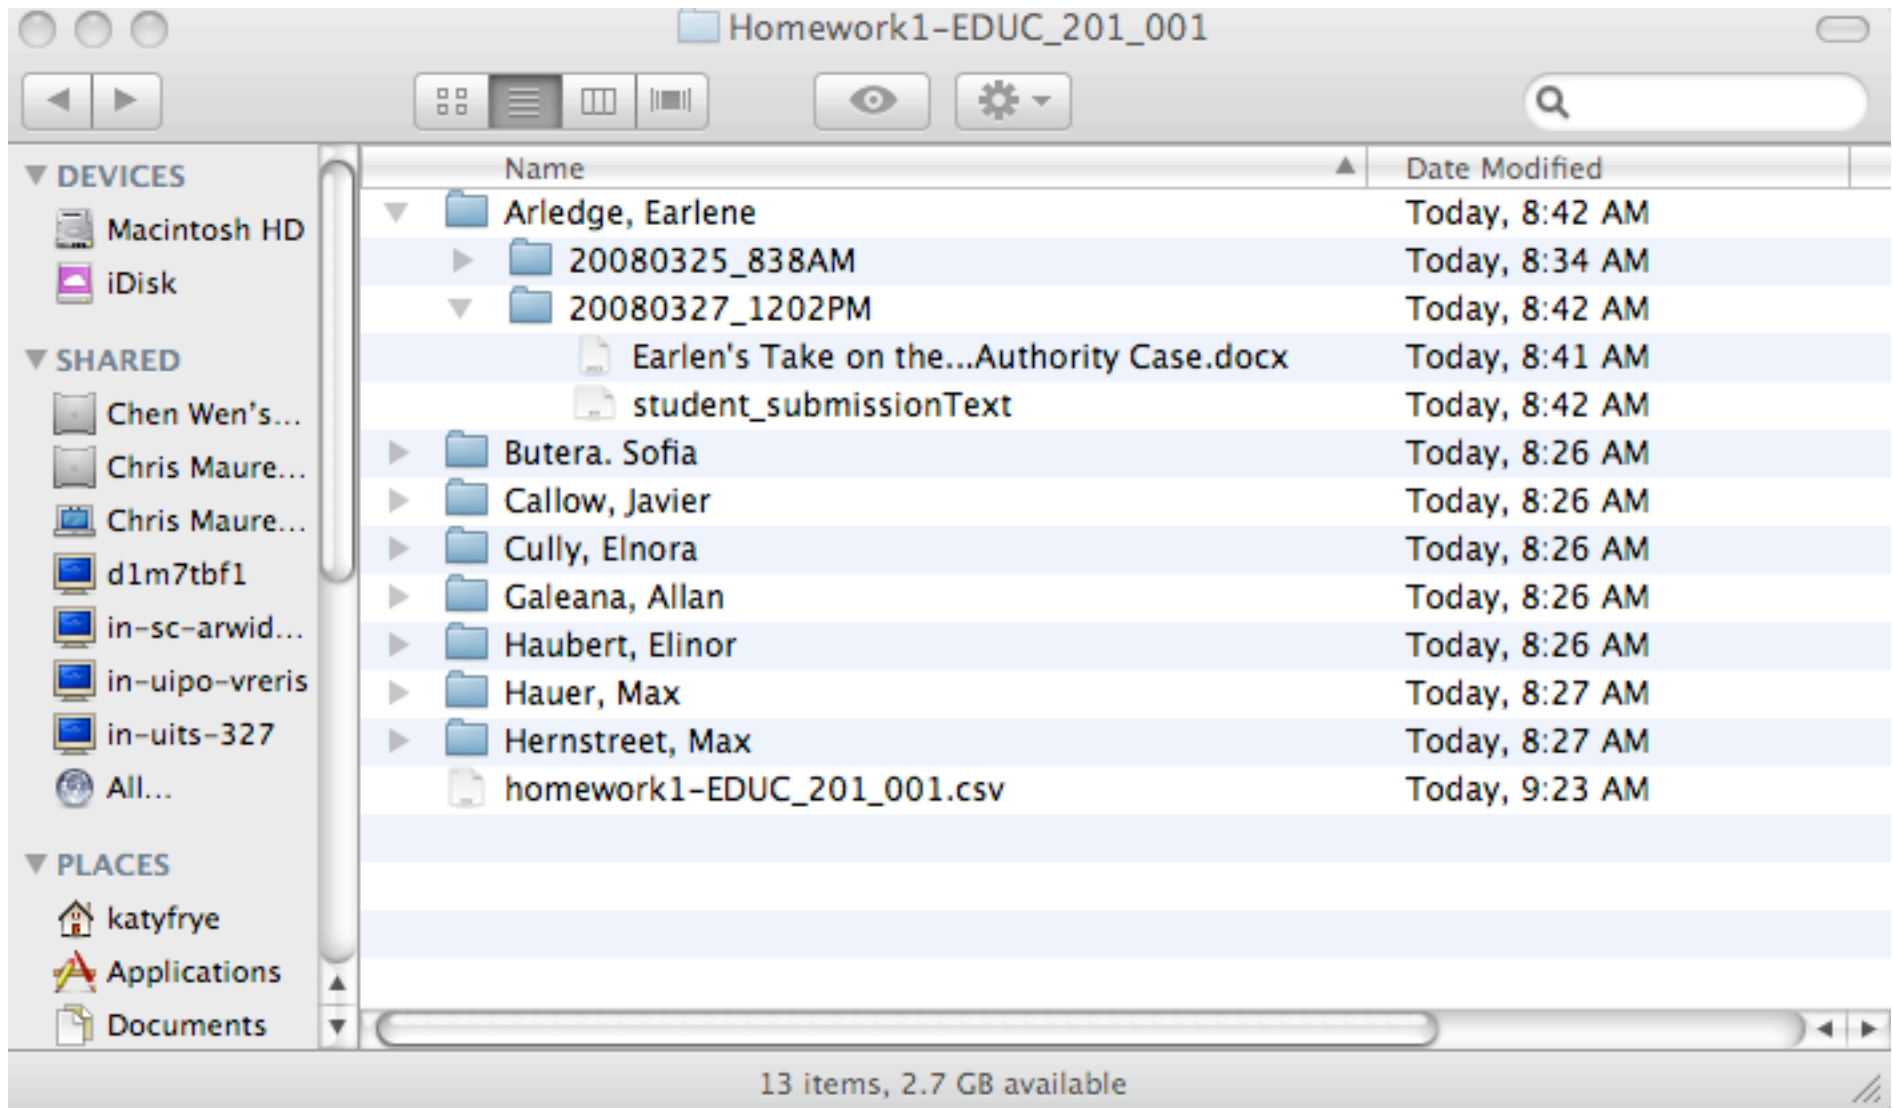 Homework1-EDUC_201_001
DEVICES
Macintosh HD
iDisk
SHARED
Chen Wen's...
Chris Maure...
Chris Maure...
d1m7tbf1
in-sc-arwid...
in-uipo-vreris
in-uits-327
All...
PLACES
katyfrye
Applications
Documents
Name Date Modified
Arledge, Earlene Today, 8:42 AM
20080325_838AM Today, 8:34 AM
20080327_1202PM Today, 8:42 AM
Earlen's Take on the...Authority Case.docx Today, 8:41 AM
student_submissionText Today, 8:42 AM
Butera. Sofia Today, 8:26 AM
Callow, Javier Today, 8:26 AM
Cully, Elnora Today, 8:26 AM
Galeana, Allan Today, 8:26 AM
Haubert, Elinor Today, 8:26 AM
Hauer, Max Today, 8:27 AM
Hernstreet, Max Today, 8:27 AM
homework1-EDUC_201_001.csv Today, 9:23 AM
13 items, 2.7 GB available